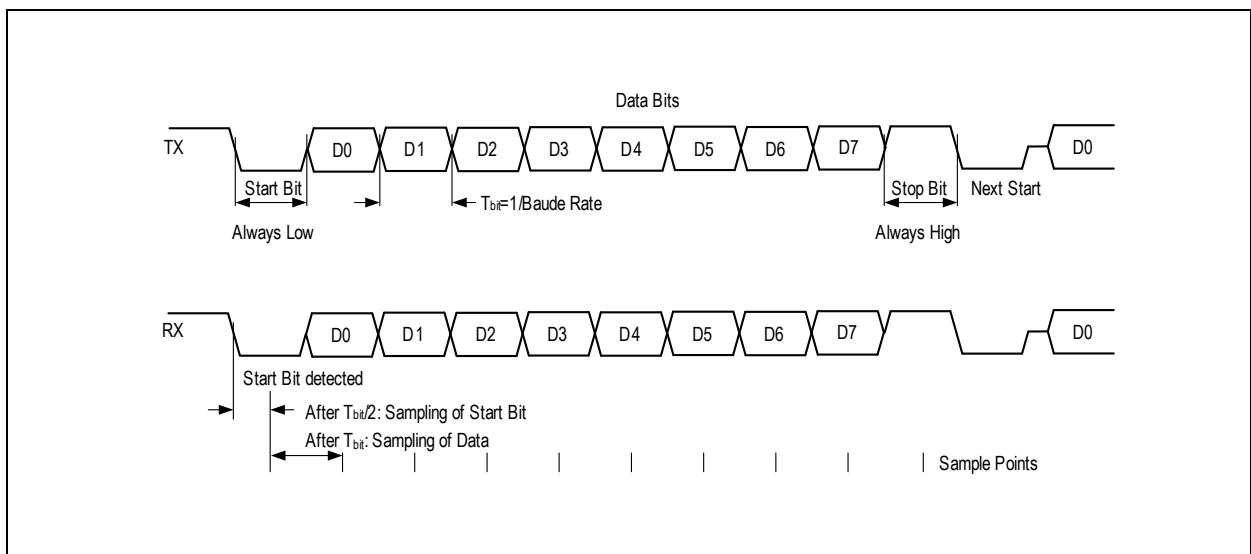 Data Bits
TX D0 D1 D2 D3 D4 D5 D6 D7 D0
Start Bit Tbit=1/Baude Rate Stop Bit Next Start
Always Low Always High
RX D0 D1 D2 D3 D4 D5 D6 D7 D0
Start Bit detected
After Tbit/2: Sampling of Start Bit
After Tbit: Sampling of Data
Sample Points